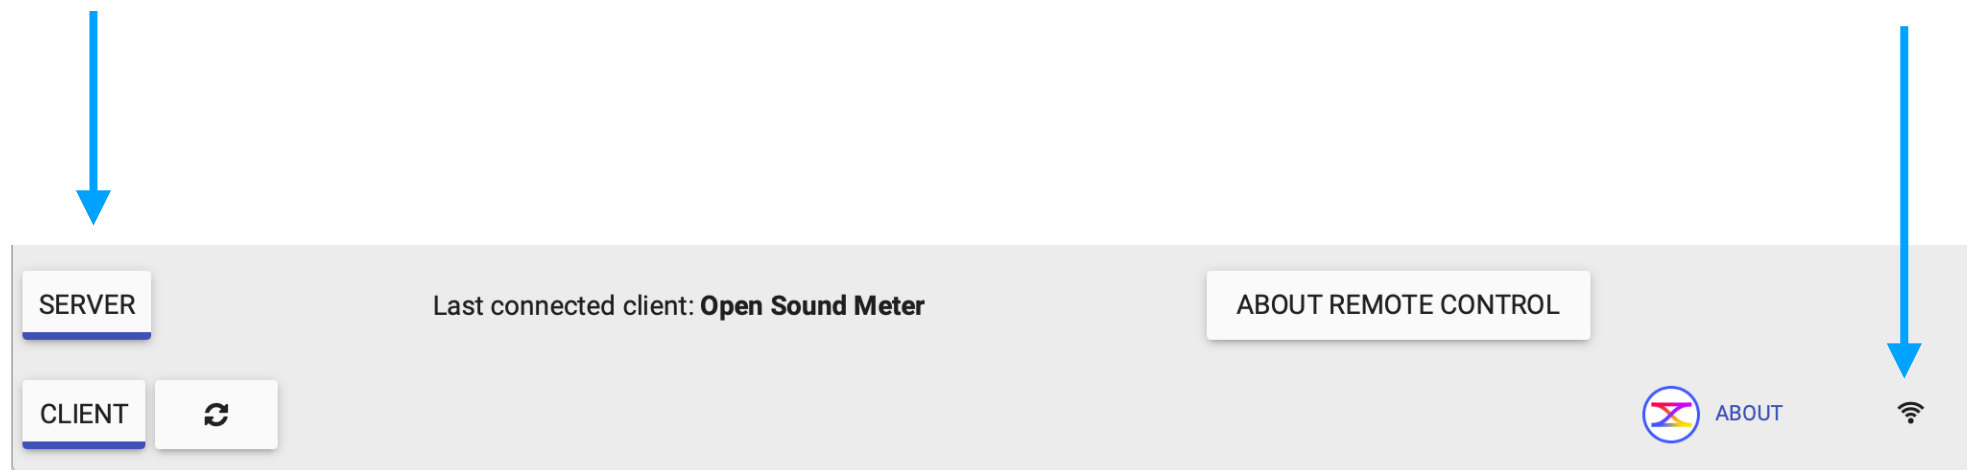 SERVER
Last connected client: Open Sound Meter
ABOUT REMOTE CONTROL
CLIENT
ABOUT